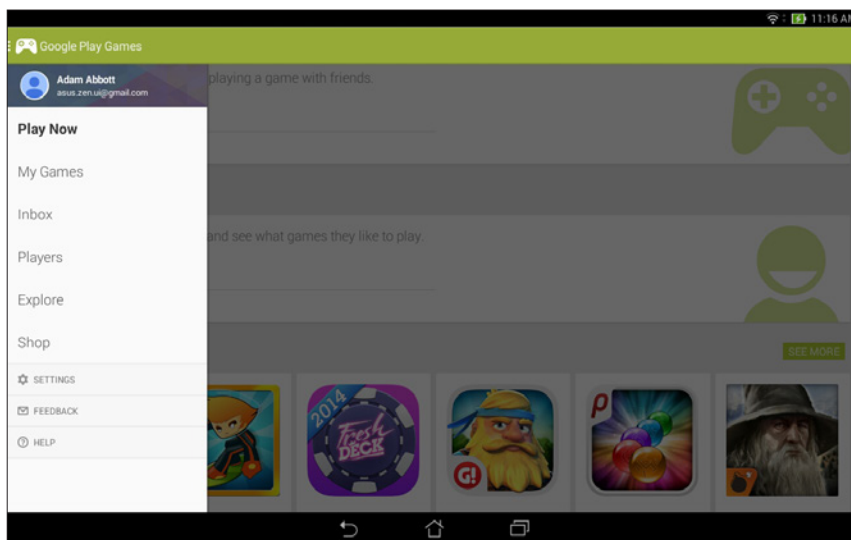 11:16 AM
Google Play Games
Adam Abbott
asus.zen.ui@gmail.com
playing a game with friends.
Play Now
My Games
Inbox
and see what games they like to play.
Players
Explore
Shop
SEE MORE
SETTINGS
FEEDBACK
HELP
2014
Fresh
DECK
G!
P